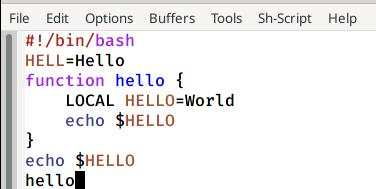 File Edit Options Buffers Tools Sh-Script Help
#!/bin/bash
HELL=Hello
function hello {
    LOCAL HELLO=World
    echo $HELLO
}
echo $HELLO
hello